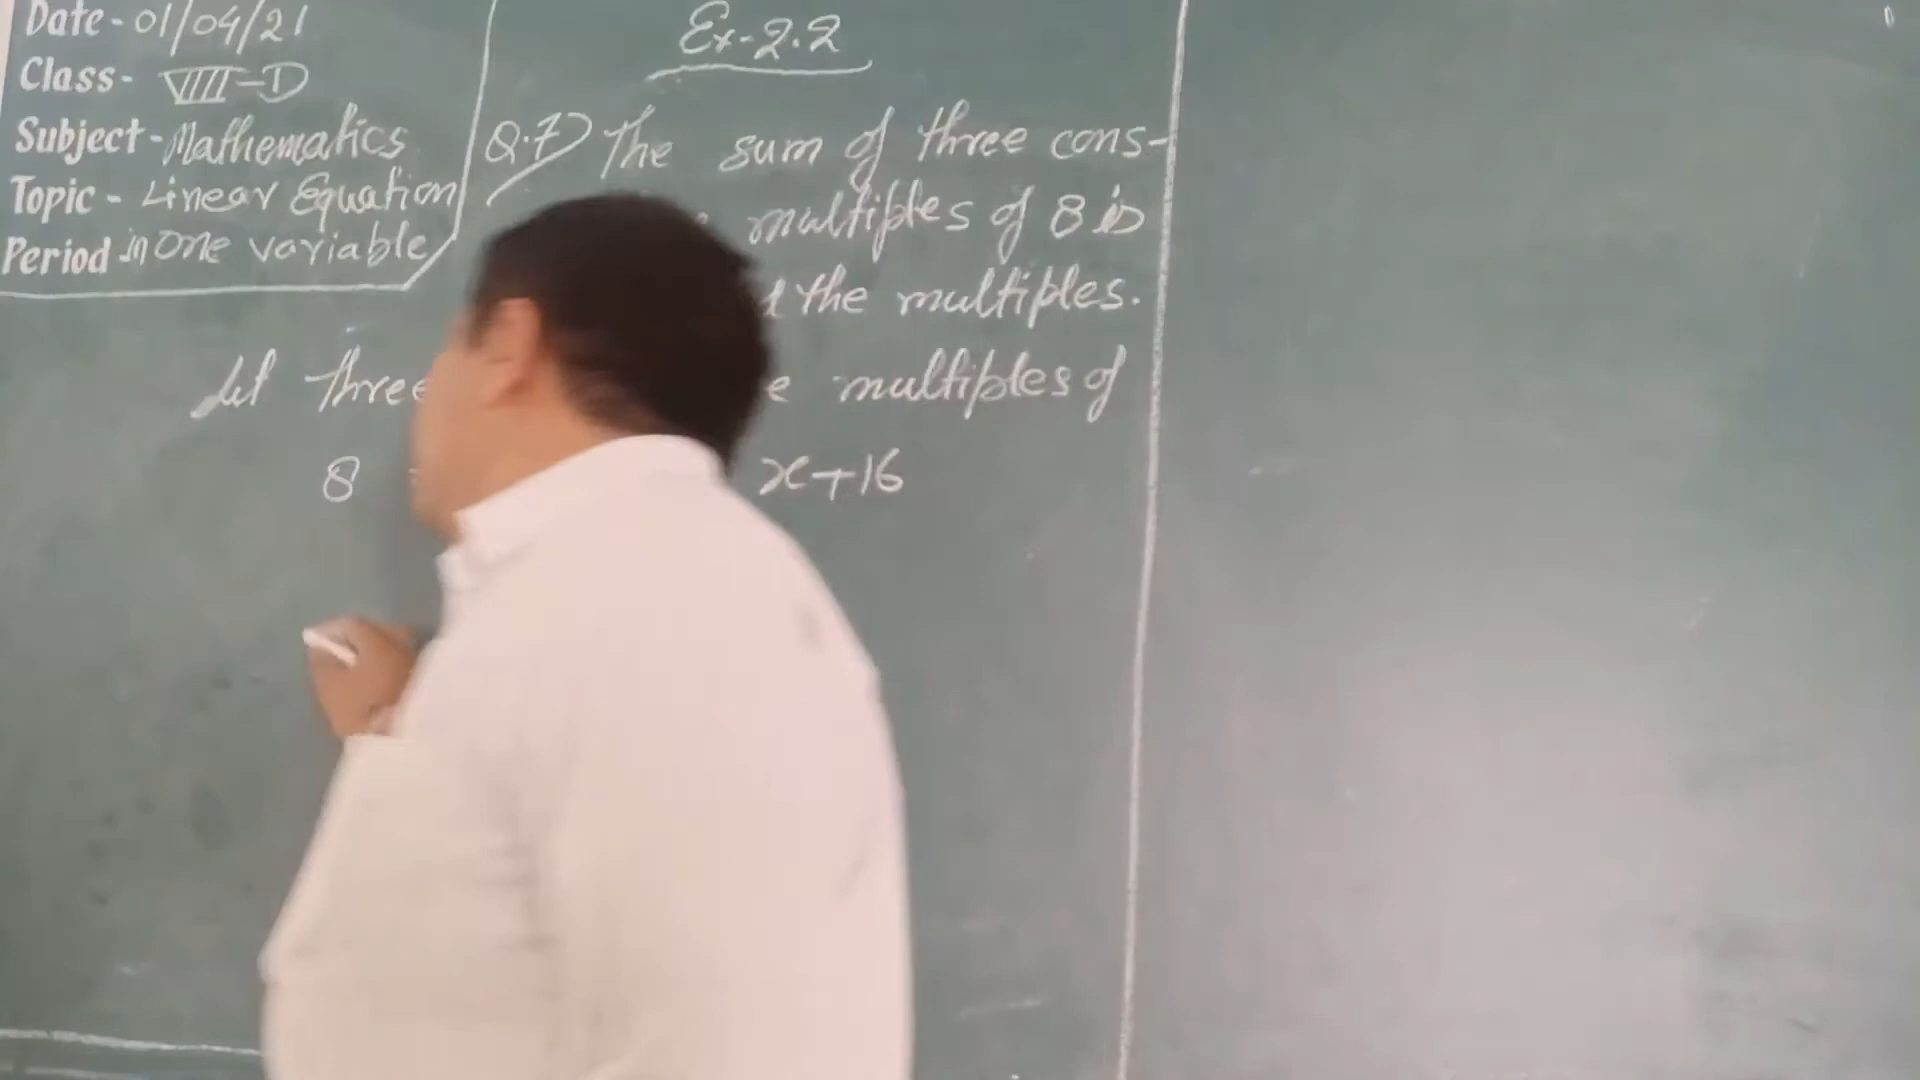 Date - 01/04/21
Class - VIII-D
Subject - Mathematics
Topic - Linear Equation
Period in One variable
Ex-2.2
Q.7) The sum of three cons-
multiples of 8 is
the multiples.
Let three multiples of
8 x+16